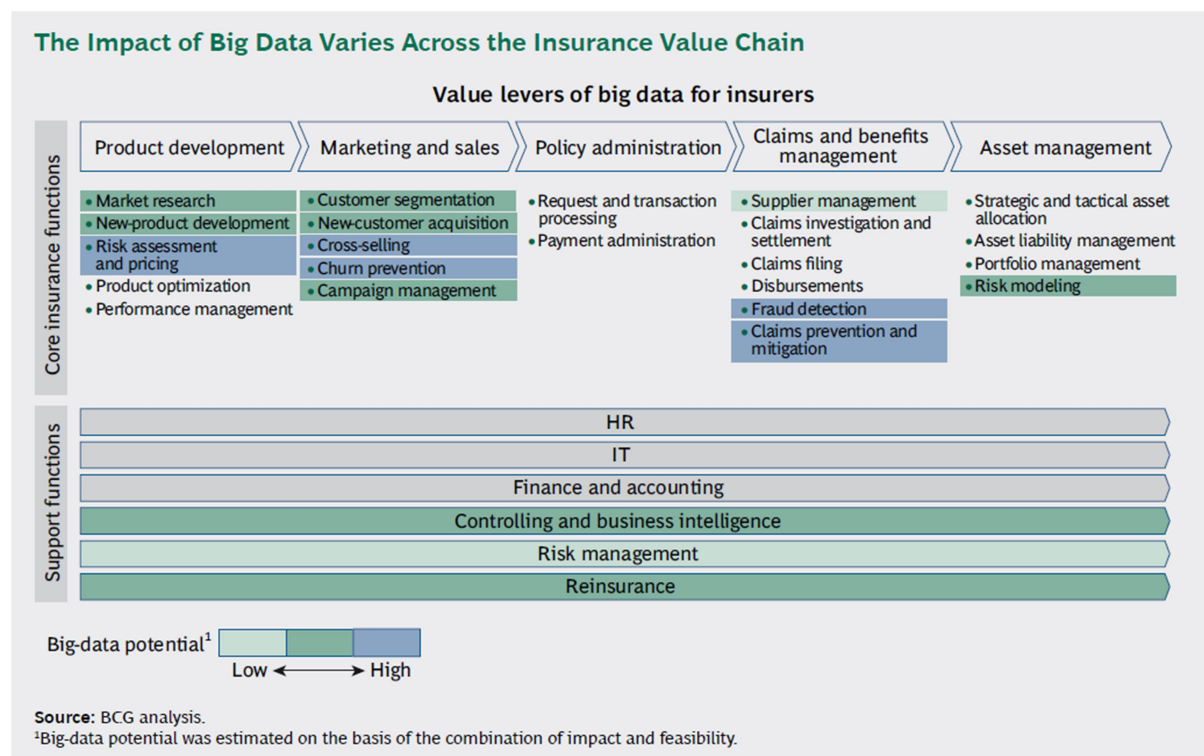 The Impact of Big Data Varies Across the Insurance Value Chain
Value levers of big data for insurers
Core insurance functions
Product development
Marketing and sales
Policy administration
Claims and benefits
management
Asset management
• Market research
• New-product development
• Risk assessment
and pricing
• Product optimization
• Performance management
• Customer segmentation
• New-customer acquisition
• Cross-selling
• Churn prevention
• Campaign management
• Request and transaction
processing
• Payment administration
• Supplier management
• Claims investigation and
settlement
• Claims filing
• Disbursements
• Fraud detection
• Claims prevention and
mitigation
• Strategic and tactical asset
allocation
• Asset liability management
• Portfolio management
• Risk modeling
Support functions
HR
IT
Finance and accounting
Controlling and business intelligence
Risk management
Reinsurance
Big-data potential¹
Low
High
Source: BCG analysis.
¹Big-data potential was estimated on the basis of the combination of impact and feasibility.